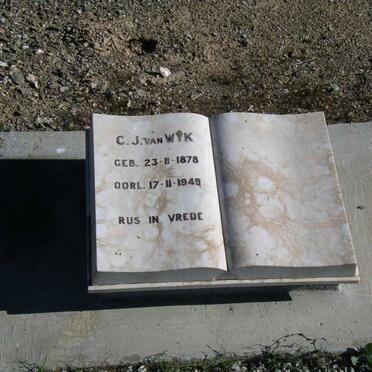 C.J. VAN WYK
GEB. 23-11-1878
OORL. 17-11-1949
RUS IN VREDE